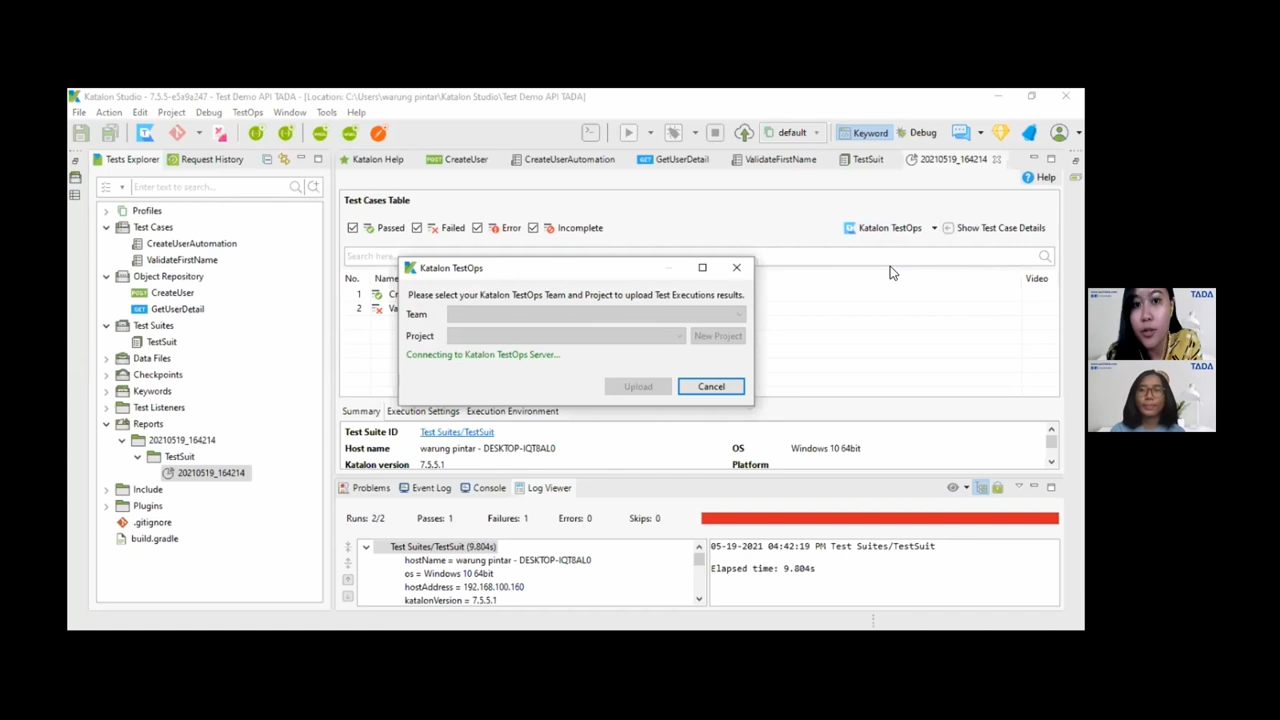 Katalon Studio - 7.5.5-e5a9a247 - Test Demo API TADA - [Location: C:\Users\warung pintar\Katalon Studio\Test Demo API TADA]
File Action Edit Project Debug TestOps Window Tools Help
default Keyword Debug
Tests Explorer Request History
Katalon Help CreateUser CreateUserAutomation GetUserDetail ValidateFirstName TestSuit 20210519_164214
Help
Enter text to search...
Profiles
Test Cases
CreateUserAutomation
ValidateFirstName
Object Repository
POST CreateUser
GET GetUserDetail
Test Suites
TestSuit
Data Files
Checkpoints
Keywords
Test Listeners
Reports
20210519_164214
TestSuit
20210519_164214
Include
Plugins
.gitignore
build.gradle
Test Cases Table
Passed Failed Error Incomplete Katalon TestOps Show Test Case Details
Search here...
No. Name Video
1 Cr
2 Va
Katalon TestOps
Please select your Katalon TestOps Team and Project to upload Test Executions results.
Team
Project New Project
Connecting to Katalon TestOps Server...
Upload Cancel
Summary Execution Settings Execution Environment
Test Suite ID Test Suites/TestSuit
Host name warung pintar - DESKTOP-IQT8AL0 OS Windows 10 64bit
Katalon version 7.5.5.1 Platform
Problems Event Log Console Log Viewer
Runs: 2/2 Passes: 1 Failures: 1 Errors: 0 Skips: 0
Test Suites/TestSuit (9.804s)
hostName = warung pintar - DESKTOP-IQT8AL0
os = Windows 10 64bit
hostAddress = 192.168.100.160
katalonVersion = 7.5.5.1
05-19-2021 04:42:19 PM Test Suites/TestSuit
Elapsed time: 9.804s
TADA
TADA